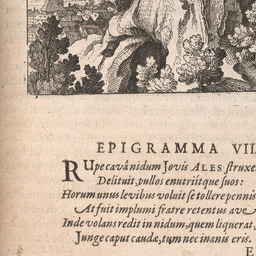 EPIGRAMMA VII.
RUpe cavâ nidum Jovis ALES struxe
Delituit, pullos enutriitque suos:
Horum unus levibus voluit se tollere pennis
At fuit implumi fratre retentus ave
Inde volans redit in nidum, quem liquerat,
Junge caput caudæ, tum nec inanis eris.
E